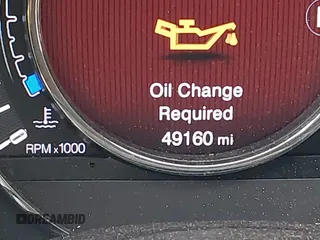 Oil Change
Required
49160 mi
RPM x1000
DREAMBID